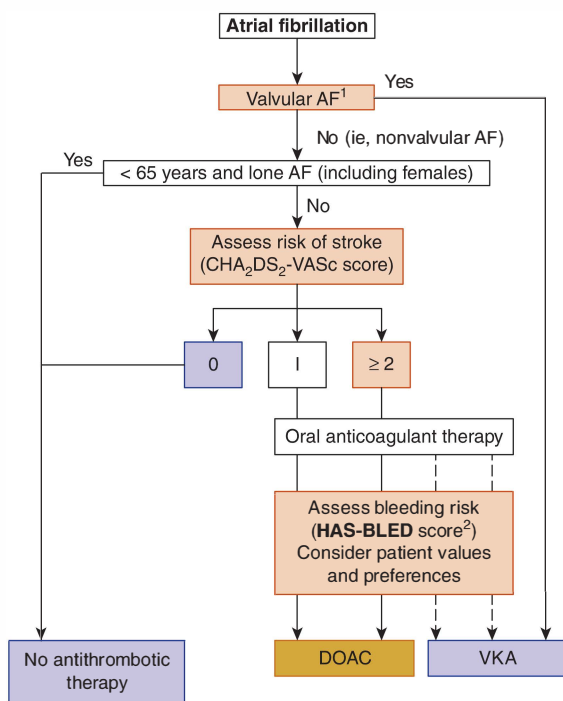 Atrial fibrillation
Valvular AF¹
Yes
No (ie, nonvalvular AF)
Yes
< 65 years and lone AF (including females)
No
Assess risk of stroke
(CHA₂DS₂-VASc score)
0
I
≥ 2
Oral anticoagulant therapy
Assess bleeding risk
(HAS-BLED score²)
Consider patient values
and preferences
No antithrombotic
therapy
DOAC
VKA